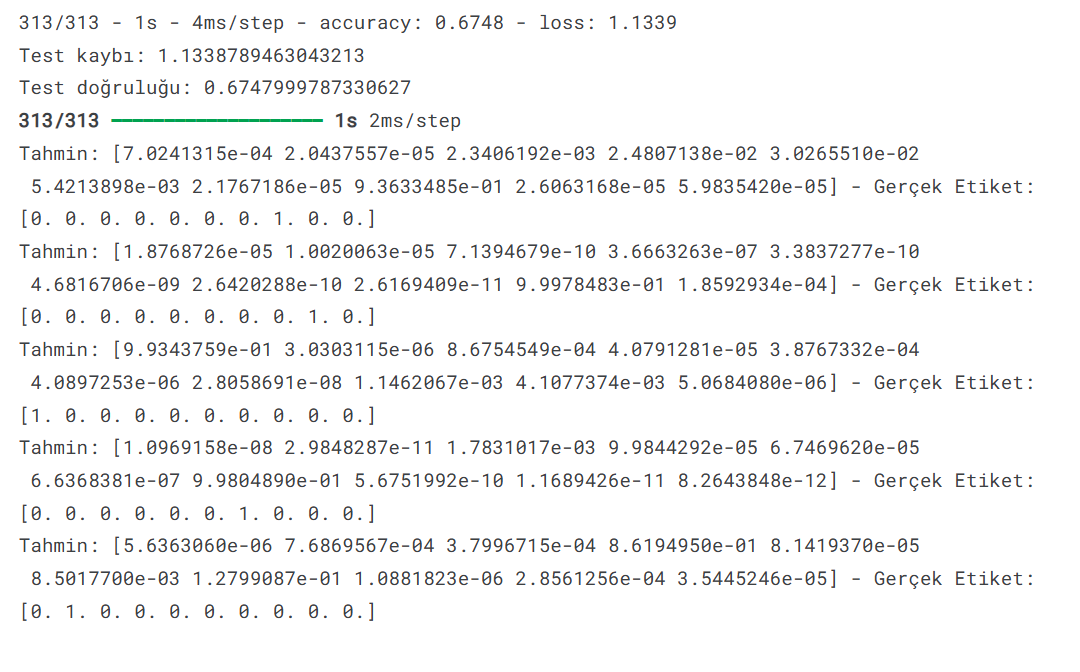 313/313 - 1s - 4ms/step - accuracy: 0.6748 - loss: 1.1339
Test kaybı: 1.1338789463043213
Test doğruluğu: 0.6747999787330627
313/313 ━━━━━━━━━━━━━━━━━━━━ 1s 2ms/step
Tahmin: [7.0241315e-04 2.0437557e-05 2.3406192e-03 2.4807138e-02 3.0265510e-02
5.4213898e-03 2.1767186e-05 9.3633485e-01 2.6063168e-05 5.9835420e-05] - Gerçek Etiket:
[0. 0. 0. 0. 0. 0. 0. 1. 0. 0.]
Tahmin: [1.8768726e-05 1.0020063e-05 7.1394679e-10 3.6663263e-07 3.3837277e-10
4.6816706e-09 2.6420288e-10 2.6169409e-11 9.9978483e-01 1.8592934e-04] - Gerçek Etiket:
[0. 0. 0. 0. 0. 0. 0. 0. 1. 0.]
Tahmin: [9.9343759e-01 3.0303115e-06 8.6754549e-04 4.0791281e-05 3.8767332e-04
4.0897253e-06 2.8058691e-08 1.1462067e-03 4.1077374e-03 5.0684080e-06] - Gerçek Etiket:
[1. 0. 0. 0. 0. 0. 0. 0. 0. 0.]
Tahmin: [1.0969158e-08 2.9848287e-11 1.7831017e-03 9.9844292e-05 6.7469620e-05
6.6368381e-07 9.9804890e-01 5.6751992e-10 1.1689426e-11 8.2643848e-12] - Gerçek Etiket:
[0. 0. 0. 0. 0. 0. 1. 0. 0. 0.]
Tahmin: [5.6363060e-06 7.6869567e-04 3.7996715e-04 8.6194950e-01 8.1419370e-05
8.5017700e-03 1.2799087e-01 1.0881823e-06 2.8561256e-04 3.5445246e-05] - Gerçek Etiket:
[0. 1. 0. 0. 0. 0. 0. 0. 0. 0.]